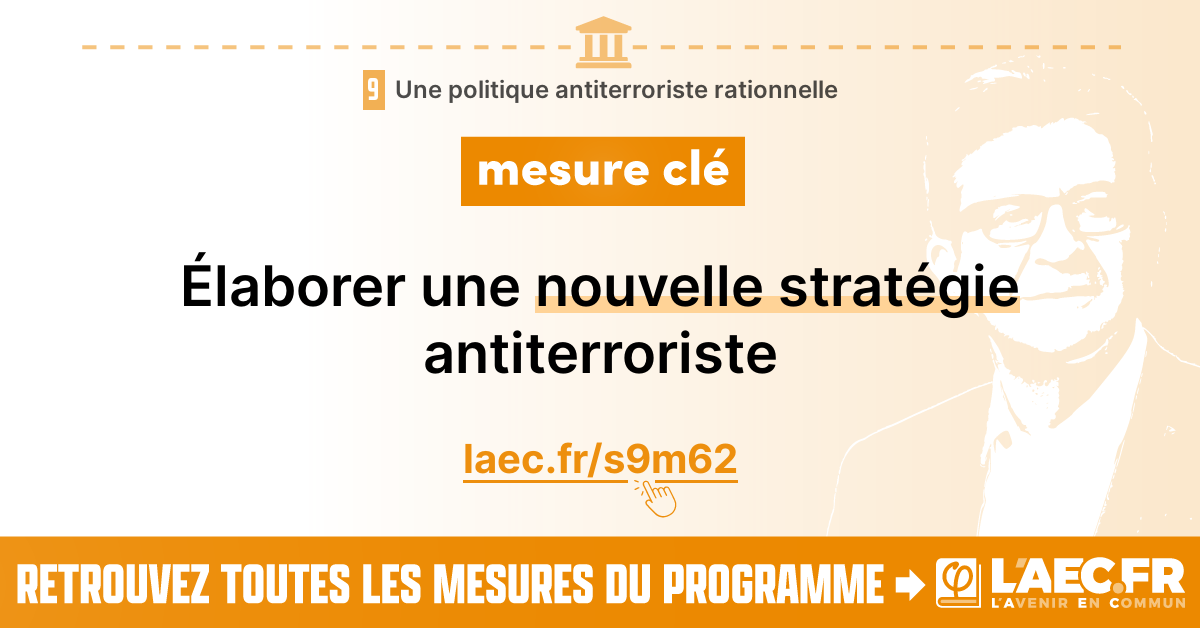 9 Une politique antiterroriste rationnelle
mesure clé
Élaborer une nouvelle stratégie
antiterroriste
laec.fr/s9m62
RETROUVEZ TOUTES LES MESURES DU PROGRAMME
φ L'AEC.FR
L'AVENIR EN COMMUN